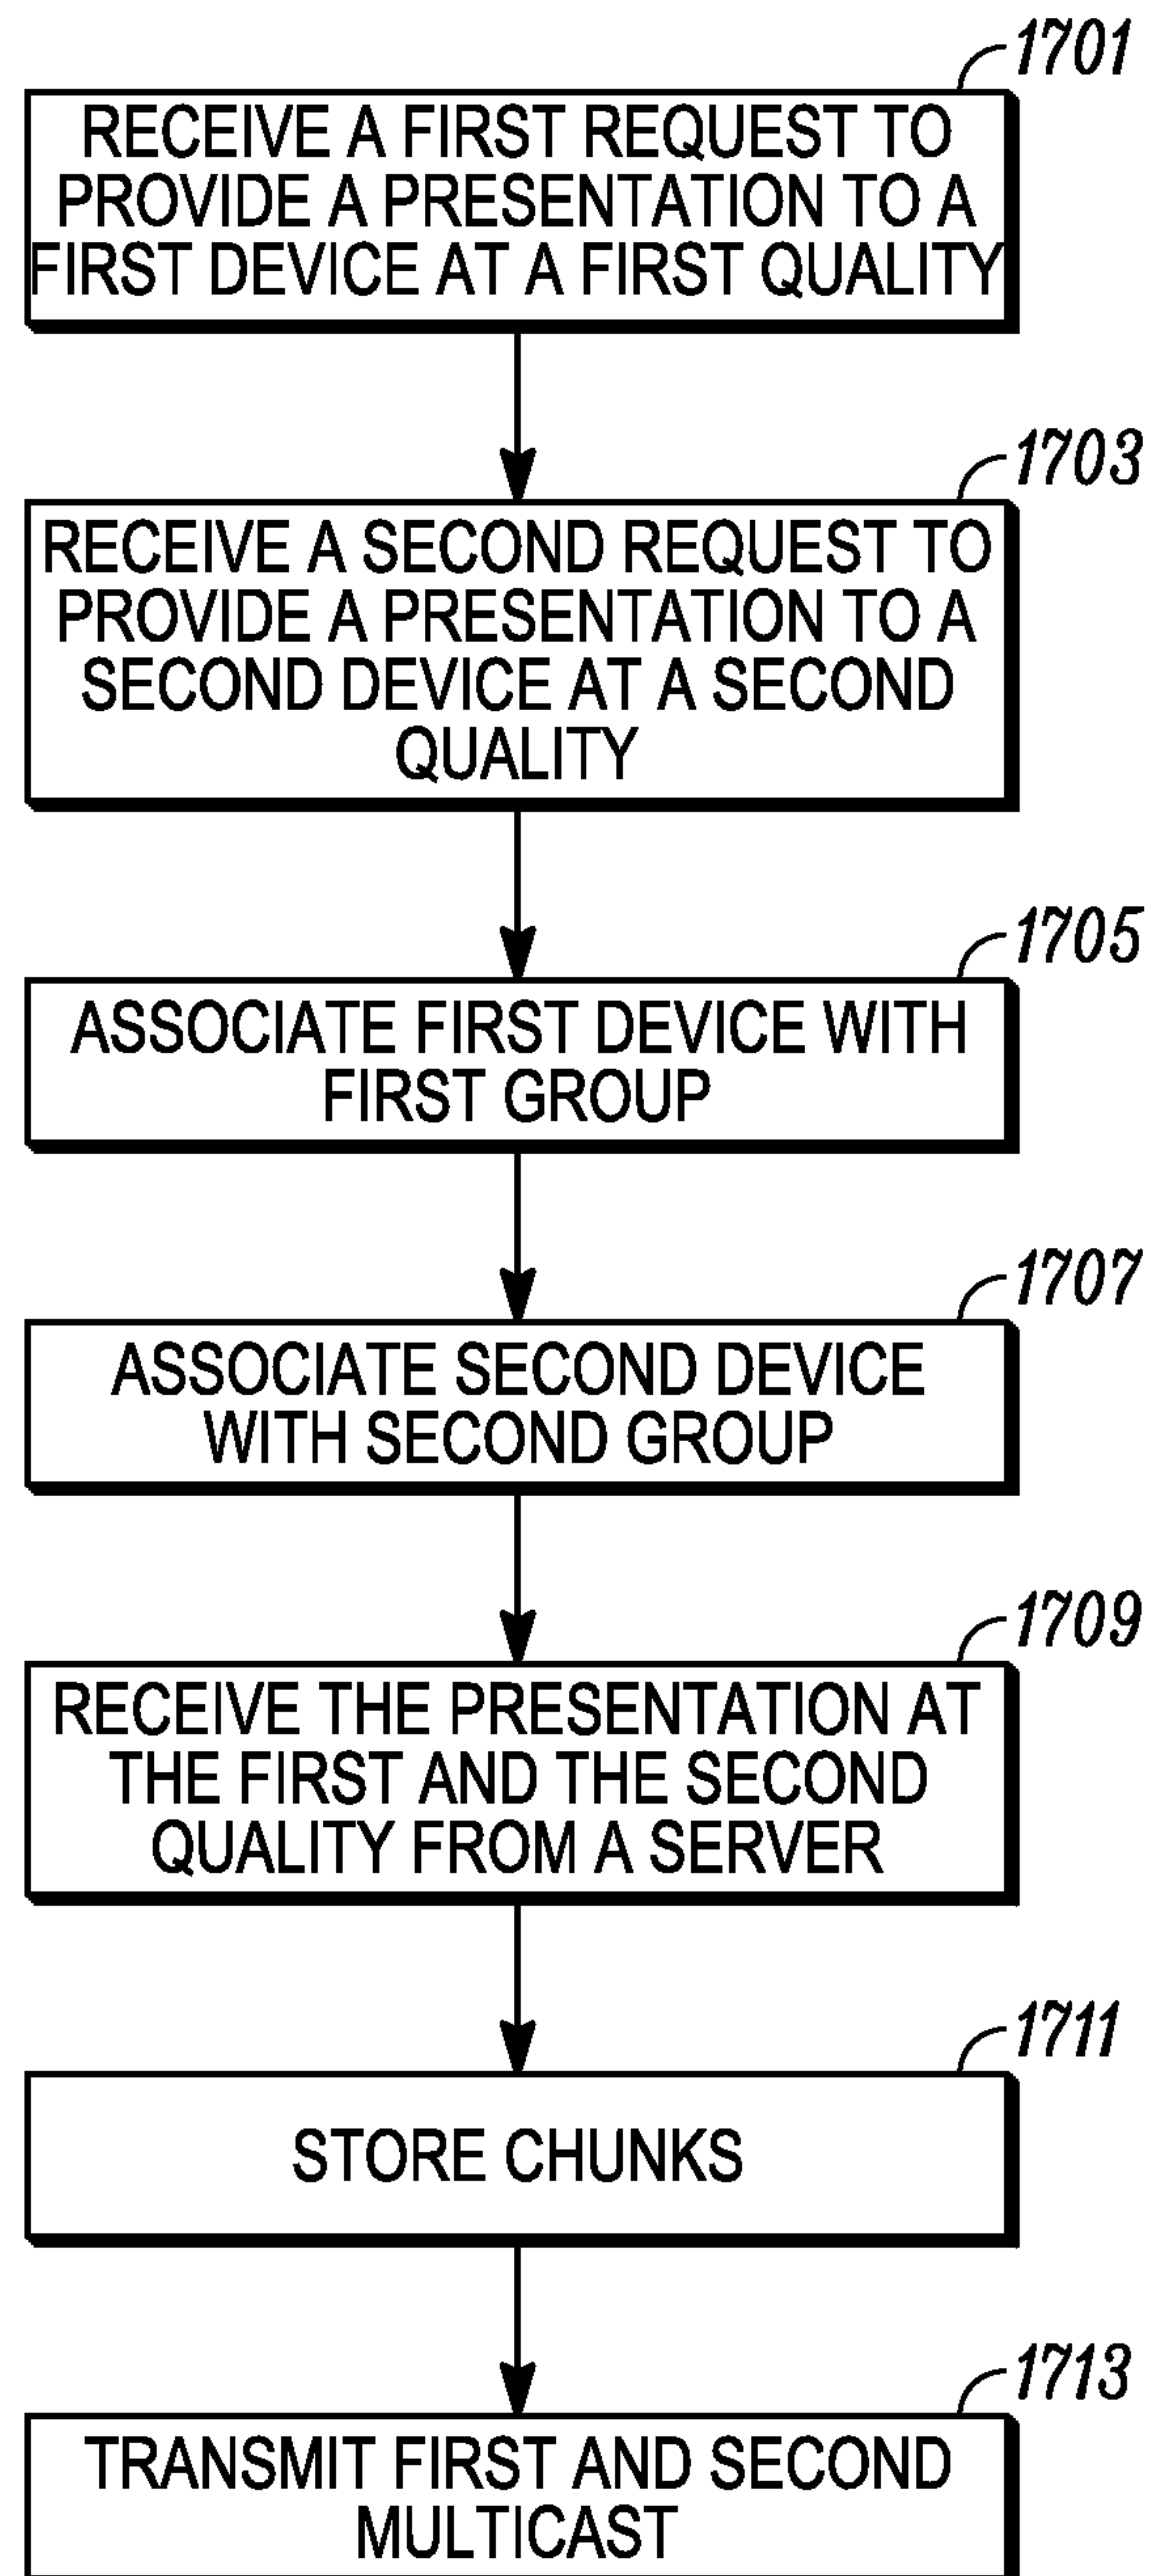 1701
RECEIVE A FIRST REQUEST TO
PROVIDE A PRESENTATION TO A
FIRST DEVICE AT A FIRST QUALITY
1703
RECEIVE A SECOND REQUEST TO
PROVIDE A PRESENTATION TO A
SECOND DEVICE AT A SECOND
QUALITY
1705
ASSOCIATE FIRST DEVICE WITH
FIRST GROUP
1707
ASSOCIATE SECOND DEVICE
WITH SECOND GROUP
1709
RECEIVE THE PRESENTATION AT
THE FIRST AND THE SECOND
QUALITY FROM A SERVER
1711
STORE CHUNKS
1713
TRANSMIT FIRST AND SECOND
MULTICAST